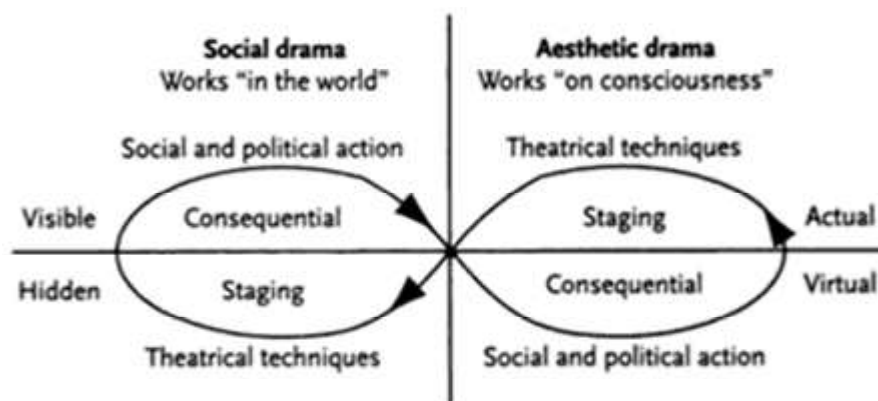 Social drama
Works “in the world”
Aesthetic drama
Works “on consciousness”
Social and political action
Theatrical techniques
Visible
Consequential
Staging
Actual
Hidden
Staging
Consequential
Virtual
Theatrical techniques
Social and political action